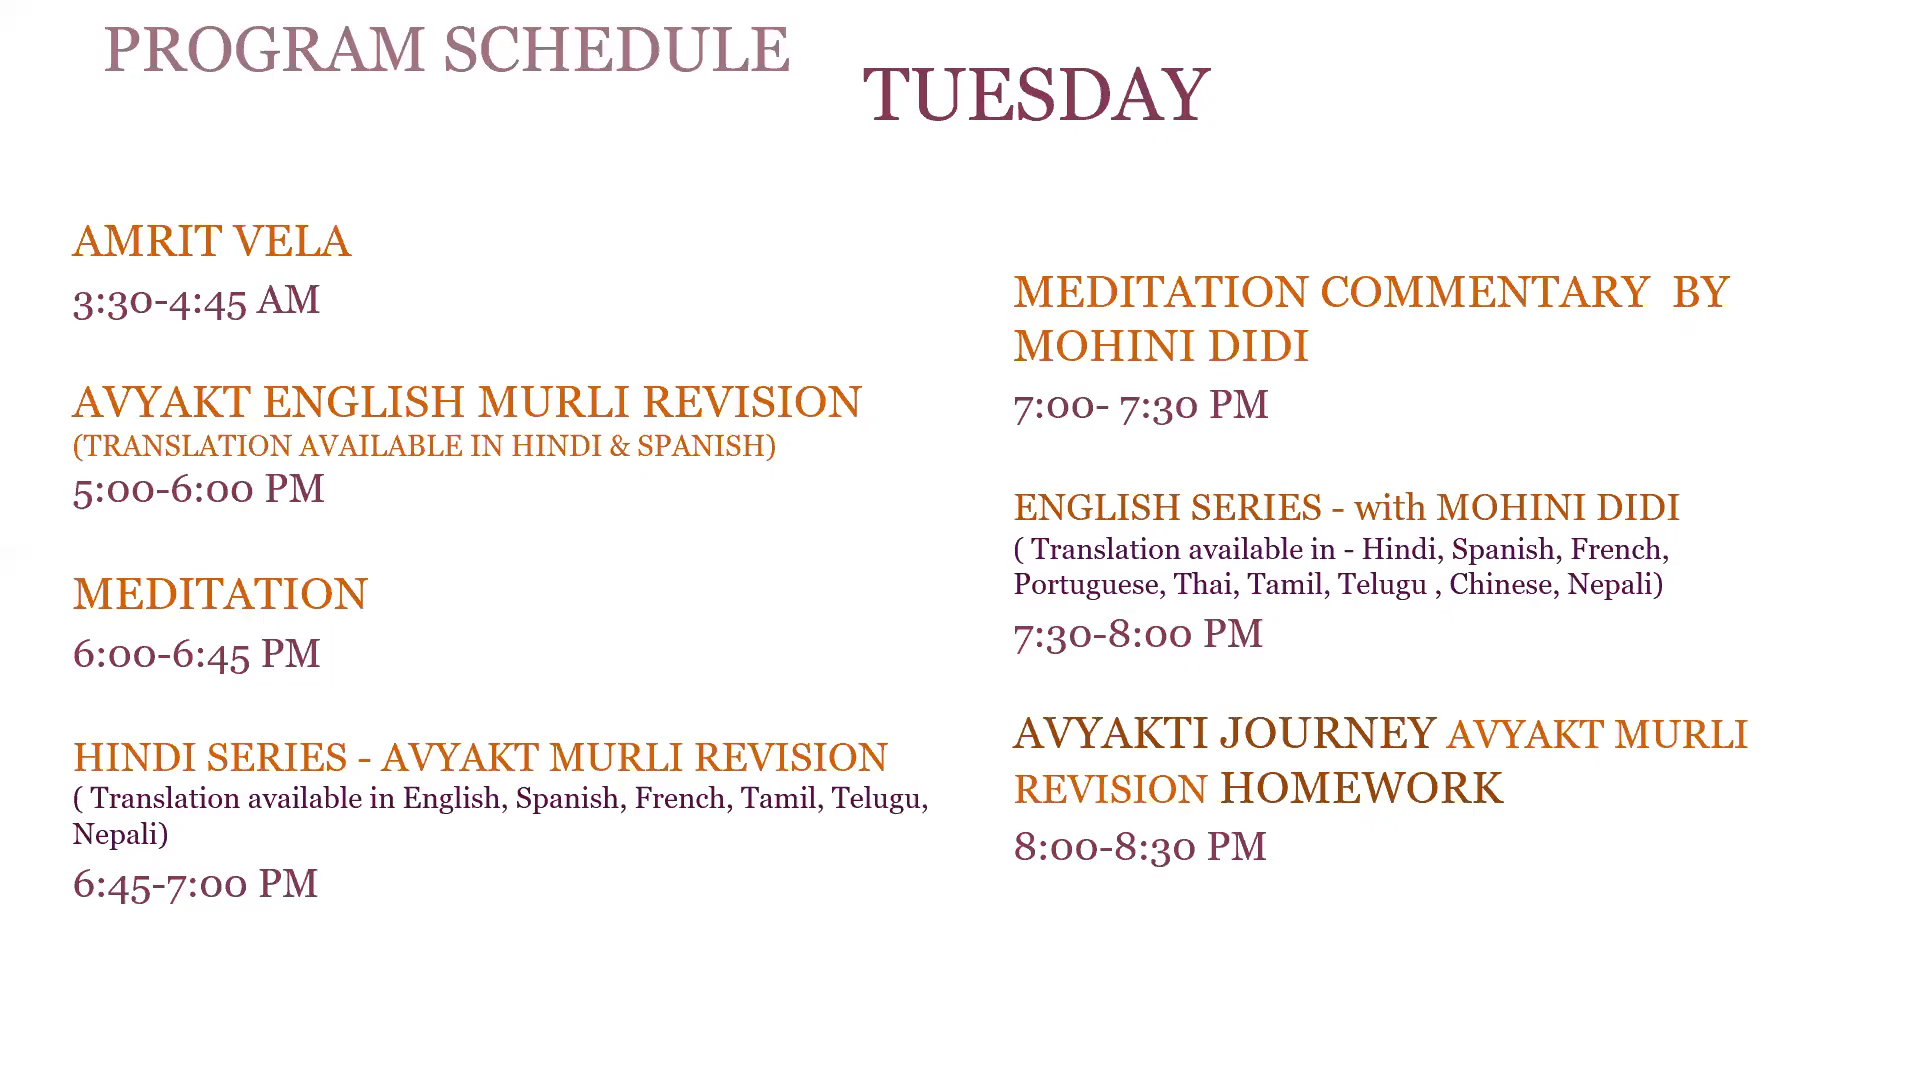 PROGRAM SCHEDULE
TUESDAY
AMRIT VELA
3:30-4:45 AM
AVYAKT ENGLISH MURLI REVISION
(TRANSLATION AVAILABLE IN HINDI & SPANISH)
5:00-6:00 PM
MEDITATION
6:00-6:45 PM
HINDI SERIES - AVYAKT MURLI REVISION
( Translation available in English, Spanish, French, Tamil, Telugu,
Nepali)
6:45-7:00 PM
MEDITATION COMMENTARY  BY
MOHINI DIDI
7:00- 7:30 PM
ENGLISH SERIES - with MOHINI DIDI
( Translation available in - Hindi, Spanish, French,
Portuguese, Thai, Tamil, Telugu , Chinese, Nepali)
7:30-8:00 PM
AVYAKTI JOURNEY AVYAKT MURLI
REVISION HOMEWORK
8:00-8:30 PM